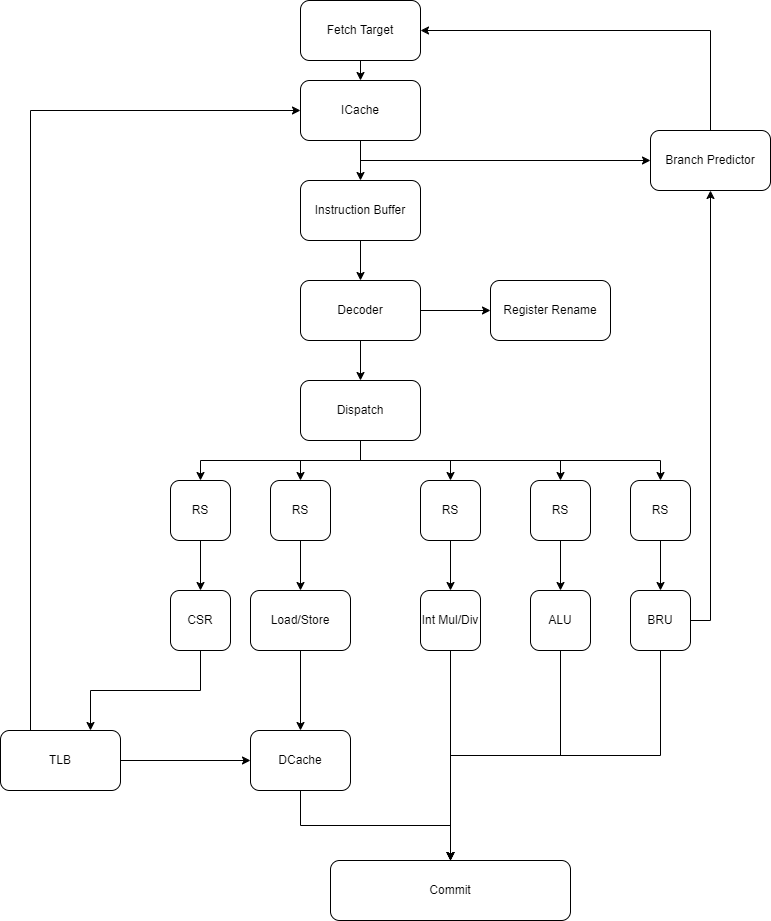 Fetch Target
ICache
Branch Predictor
Instruction Buffer
Decoder
Register Rename
Dispatch
RS
RS
RS
RS
RS
CSR
Load/Store
Int Mul/Div
ALU
BRU
TLB
DCache
Commit